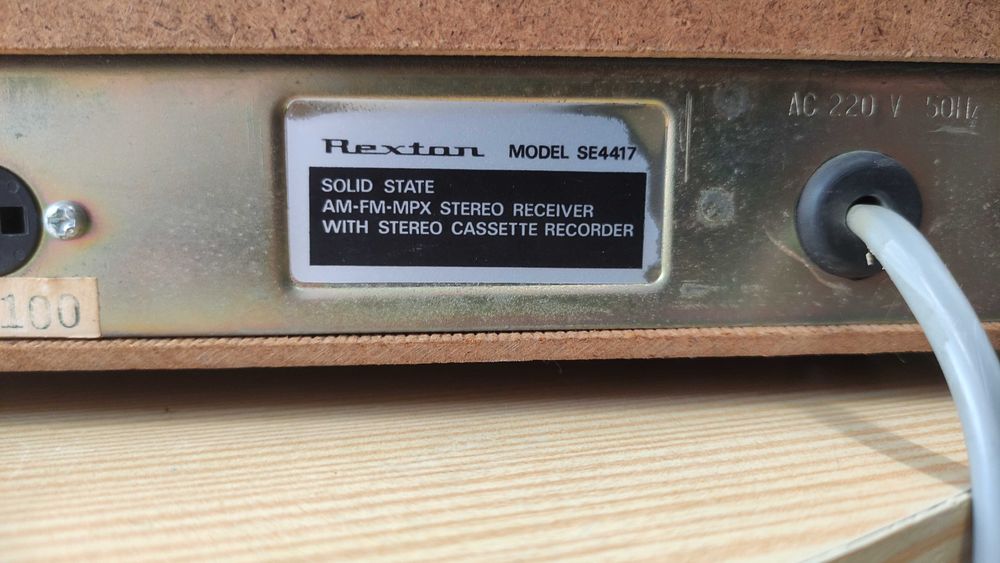 AC 220 V 50Hz
Rexton MODEL SE4417
SOLID STATE
AM-FM-MPX STEREO RECEIVER
WITH STEREO CASSETTE RECORDER
100